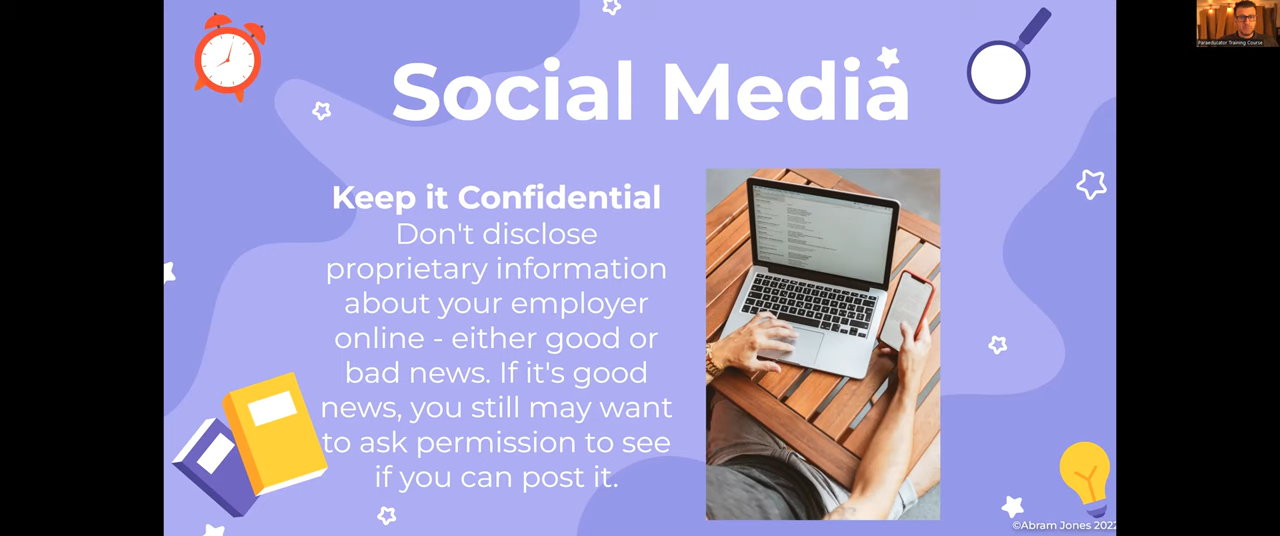 Social Media
Keep it Confidential
Don't disclose
proprietary information
about your employer
online - either good or
bad news. If it's good
news, you still may want
to ask permission to see
if you can post it.
©Abram Jones 2022
Paraeducator Training Course